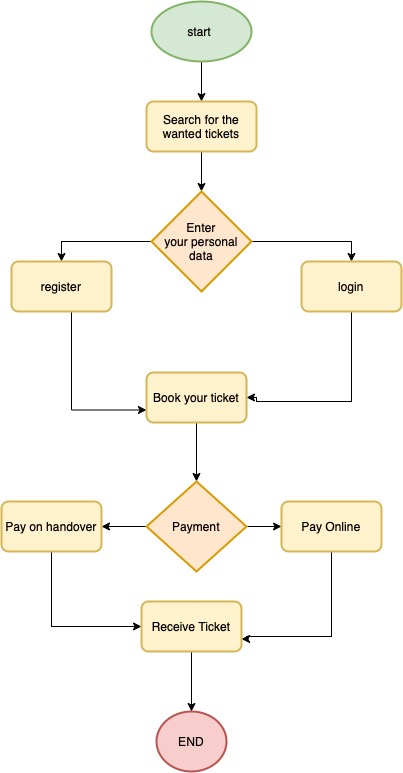 start
Search for the
wanted tickets
Enter
your personal
data
register
login
Book your ticket
Pay on handover
Payment
Pay Online
Receive Ticket
END